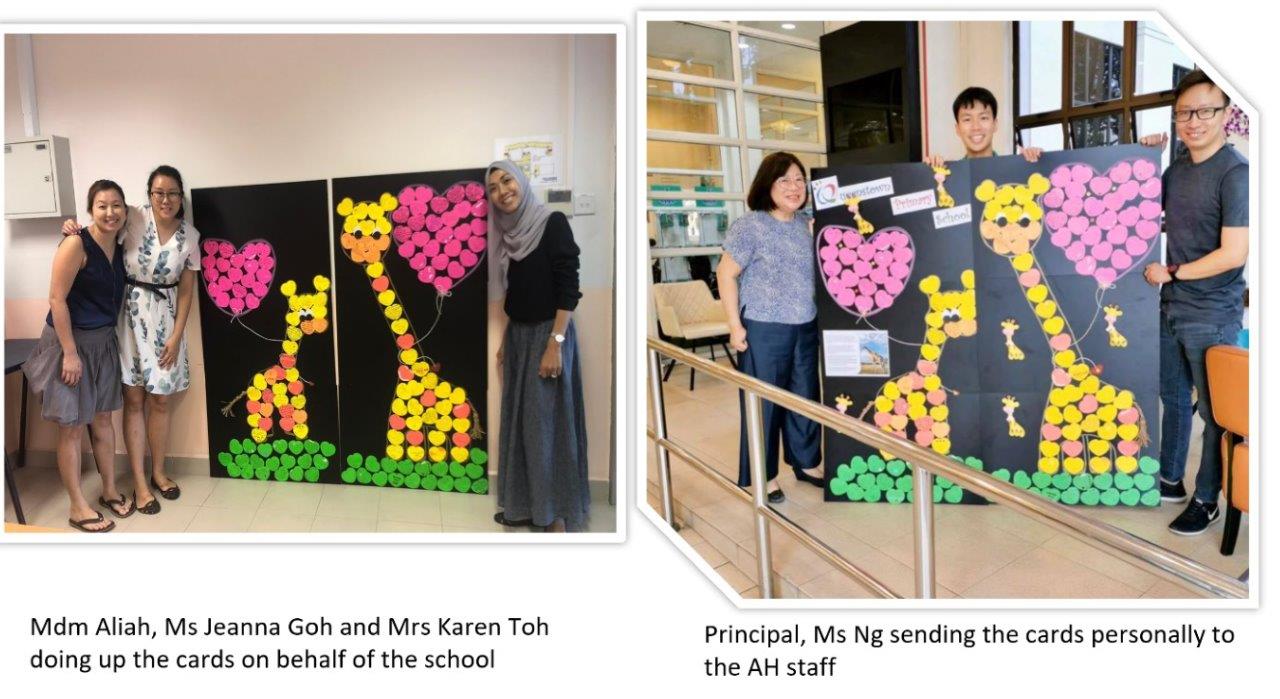 Queenstown
Primary
School
Mdm Aliah, Ms Jeanna Goh and Mrs Karen Toh
doing up the cards on behalf of the school
Principal, Ms Ng sending the cards personally to
the AH staff